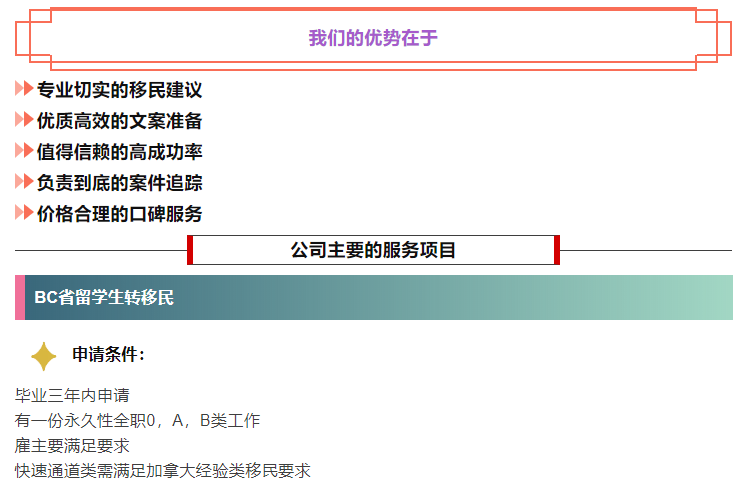 我们的优势在于
专业切实的移民建议
优质高效的文案准备
值得信赖的高成功率
负责到底的案件追踪
价格合理的口碑服务
公司主要的服务项目
BC省留学生转移民
申请条件：
毕业三年内申请
有一份永久性全职0，A，B类工作
雇主要满足要求
快速通道类需满足加拿大经验类移民要求